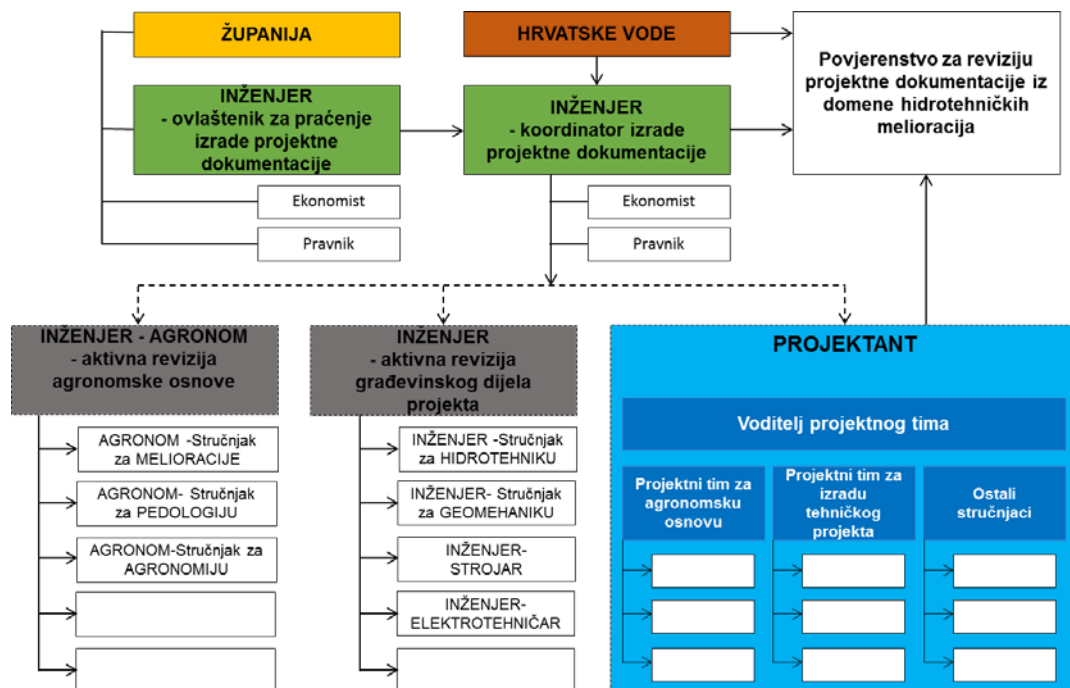 ŽUPANIJA
HRVATSKE VODE
Povjerenstvo za reviziju
projektne dokumentacije iz
domene hidrotehničkih
melioracija
INŽENJER
- ovlaštenik za praćenje
izrade projektne
dokumentacije
INŽENJER
- koordinator izrade
projektne dokumentacije
Ekonomist
Pravnik
Ekonomist
Pravnik
INŽENJER - AGRONOM
- aktivna revizija
agronomske osnove
AGRONOM -Stručnjak
za MELIORACIJE
AGRONOM- Stručnjak
za PEDOLOGIJU
AGRONOM-Stručnjak za
AGRONOMIJU
INŽENJER
- aktivna revizija
građevinskog dijela
projekta
INŽENJER -Stručnjak
za HIDROTEHNIKU
INŽENJER- Stručnjak
za GEOMEHANIKU
INŽENJER-
STROJAR
INŽENJER-
ELEKTROTEHNIČAR
PROJEKTANT
Voditelj projektnog tima
Projektni tim za
agronomsku
osnovu
Projektni tim za
izradu
tehničkog
projekta
Ostali
stručnjaci